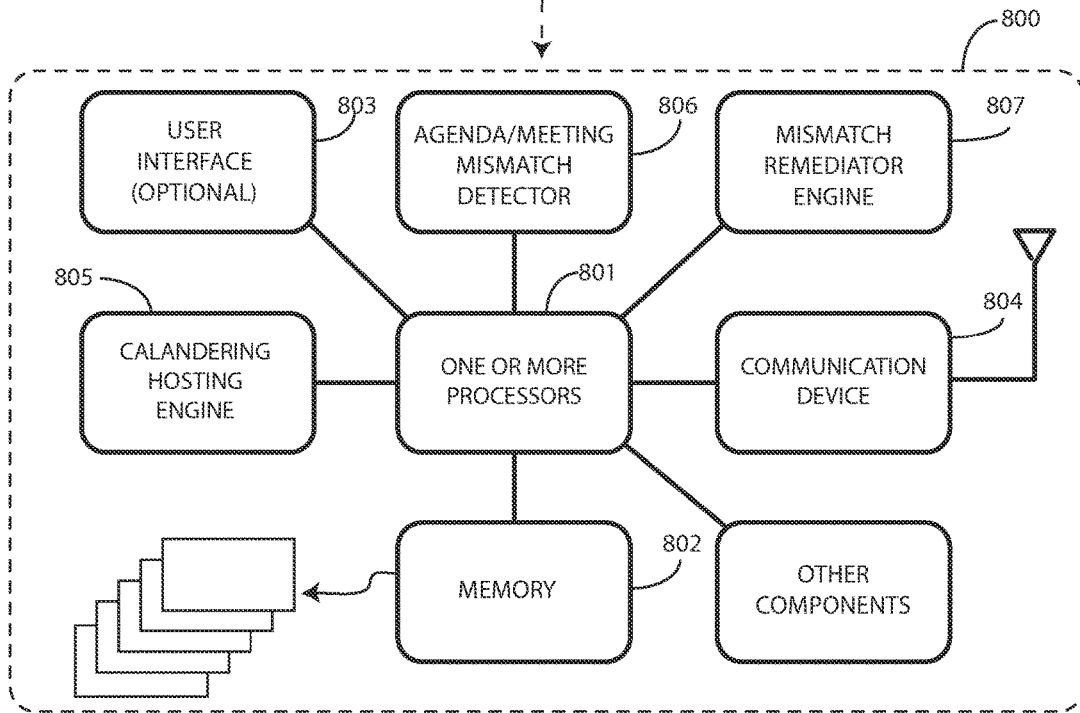 800
USER
INTERFACE
(OPTIONAL)
803
AGENDA/MEETING
MISMATCH
DETECTOR
806
MISMATCH
REMEDIATOR
ENGINE
807
805
CALANDERING
HOSTING
ENGINE
801
ONE OR MORE
PROCESSORS
804
COMMUNICATION
DEVICE
802
MEMORY
OTHER
COMPONENTS